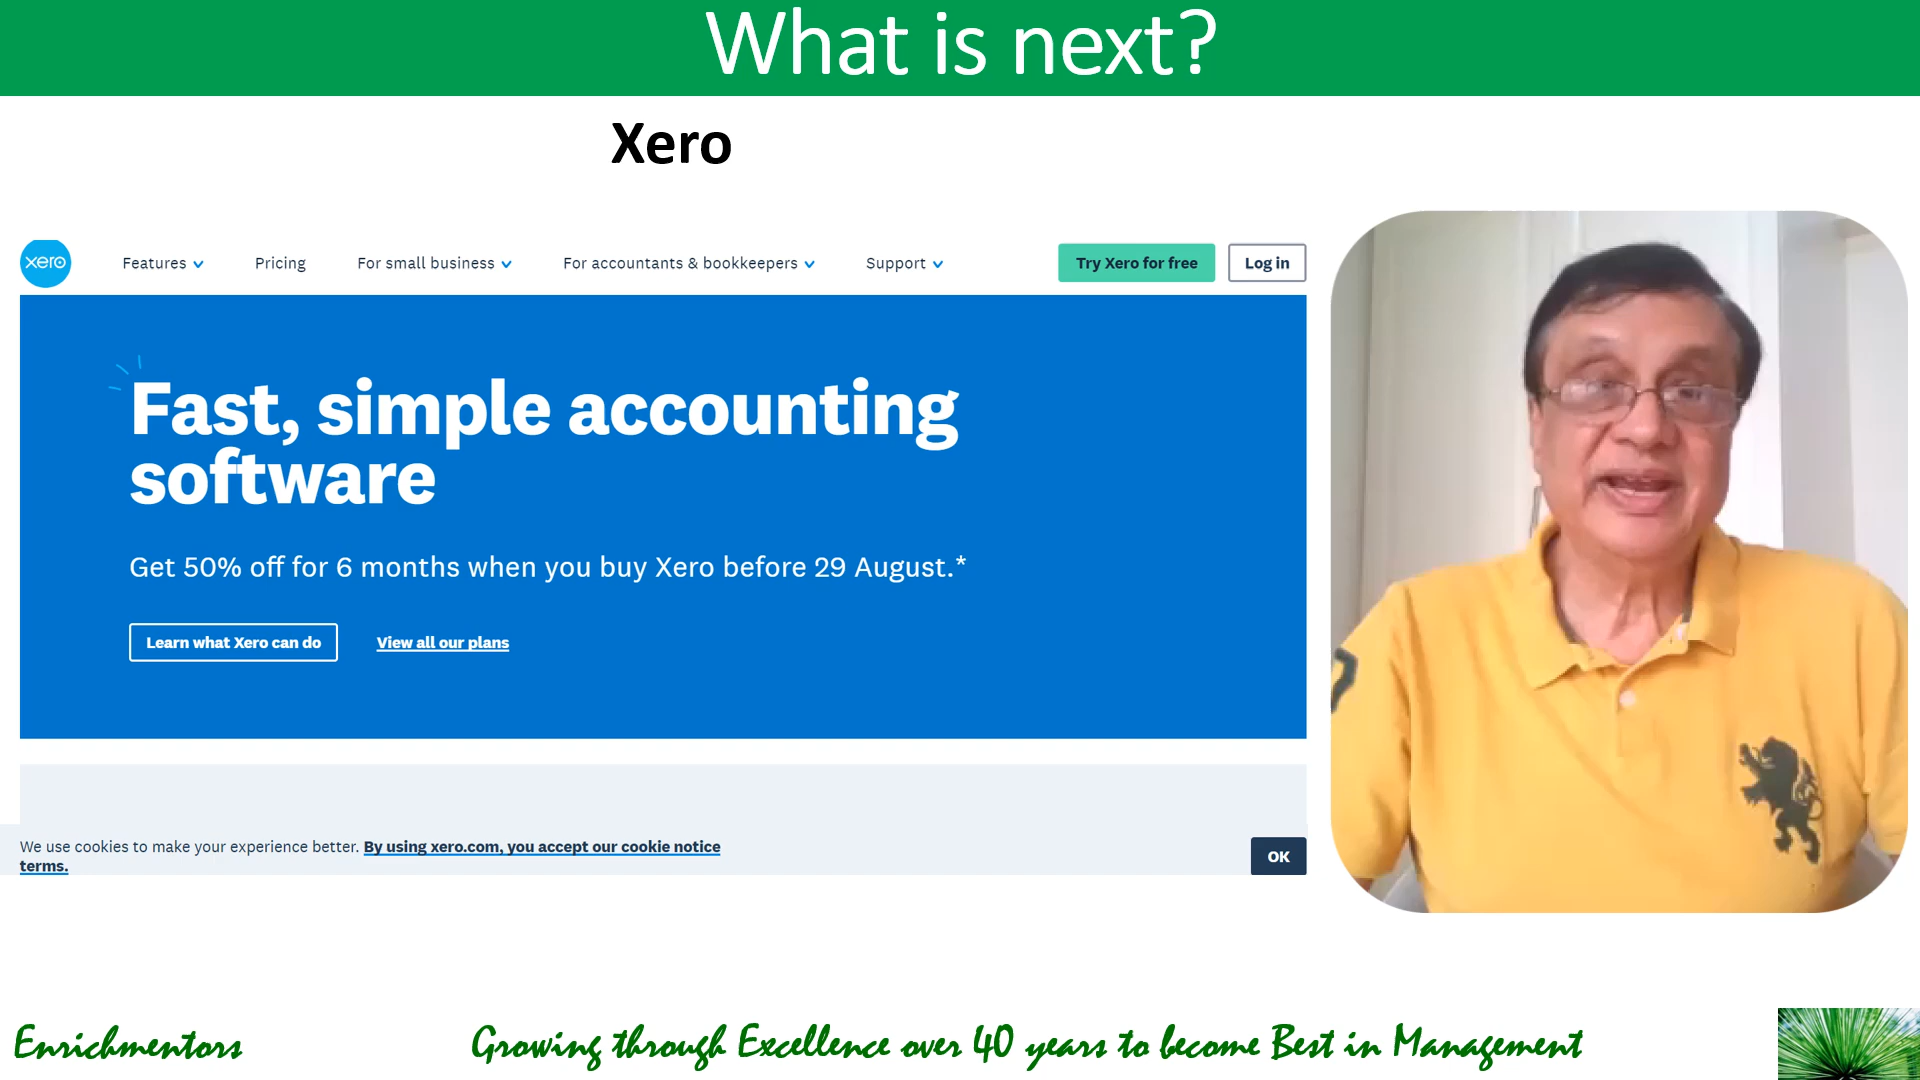 What is next?
Xero
xero
Features
Pricing
For small business
For accountants & bookkeepers
Support
Try Xero for free
Log in
Fast, simple accounting
software
Get 50% off for 6 months when you buy Xero before 29 August.*
Learn what Xero can do
View all our plans
We use cookies to make your experience better. By using xero.com, you accept our cookie notice
terms.
OK
Enrichmentors
Growing through Excellence over 40 years to become Best in Management